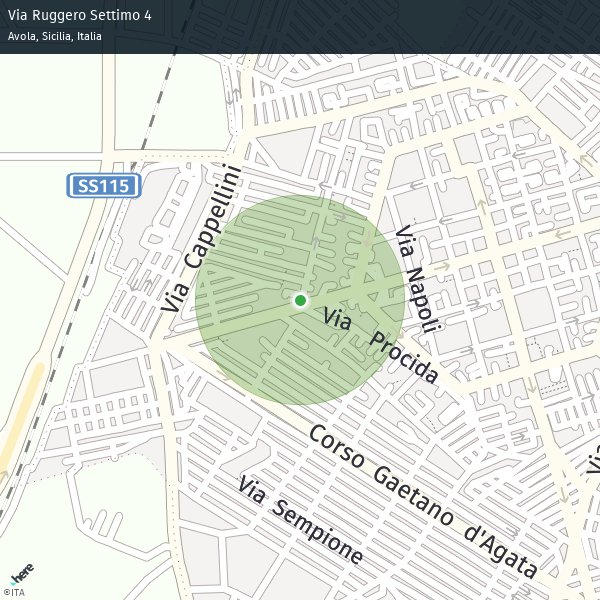 Via Ruggero Settimo 4
Avola, Sicilia, Italia
SS115
Via Cappellini
Via Napoli
Via Procida
Corso Gaetano d'Agata
Via Sempione
Via
here
©ITA